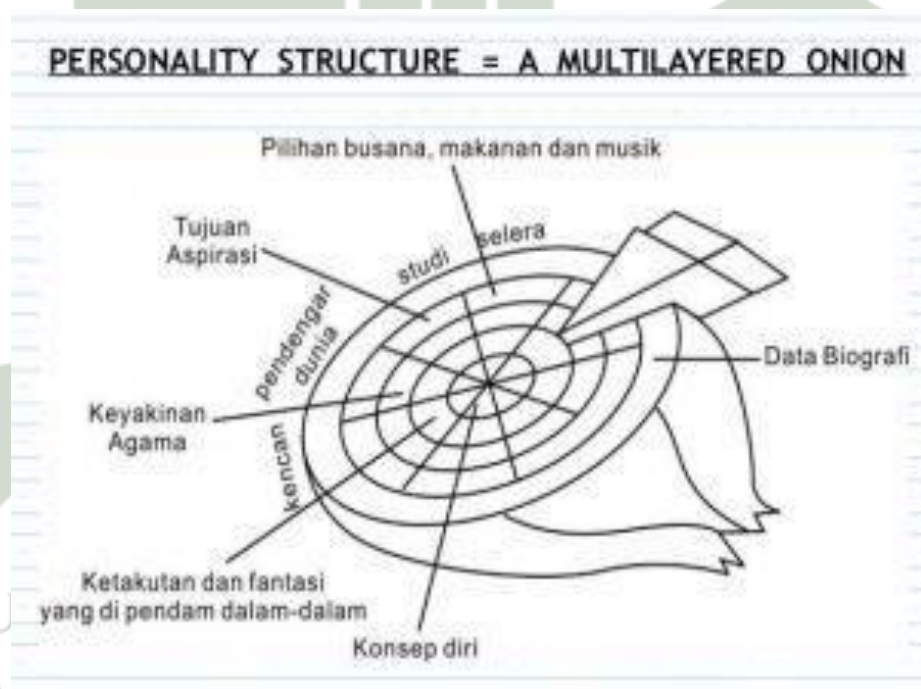 PERSONALITY STRUCTURE = A MULTILAYERED ONION
Pilihan busana, makanan dan musik
Tujuan
Aspirasi
studi
selera
pendengar
dunia
kencan
Data Biografi
Keyakinan
Agama
Ketakutan dan fantasi
yang di pendam dalam-dalam
Konsep diri